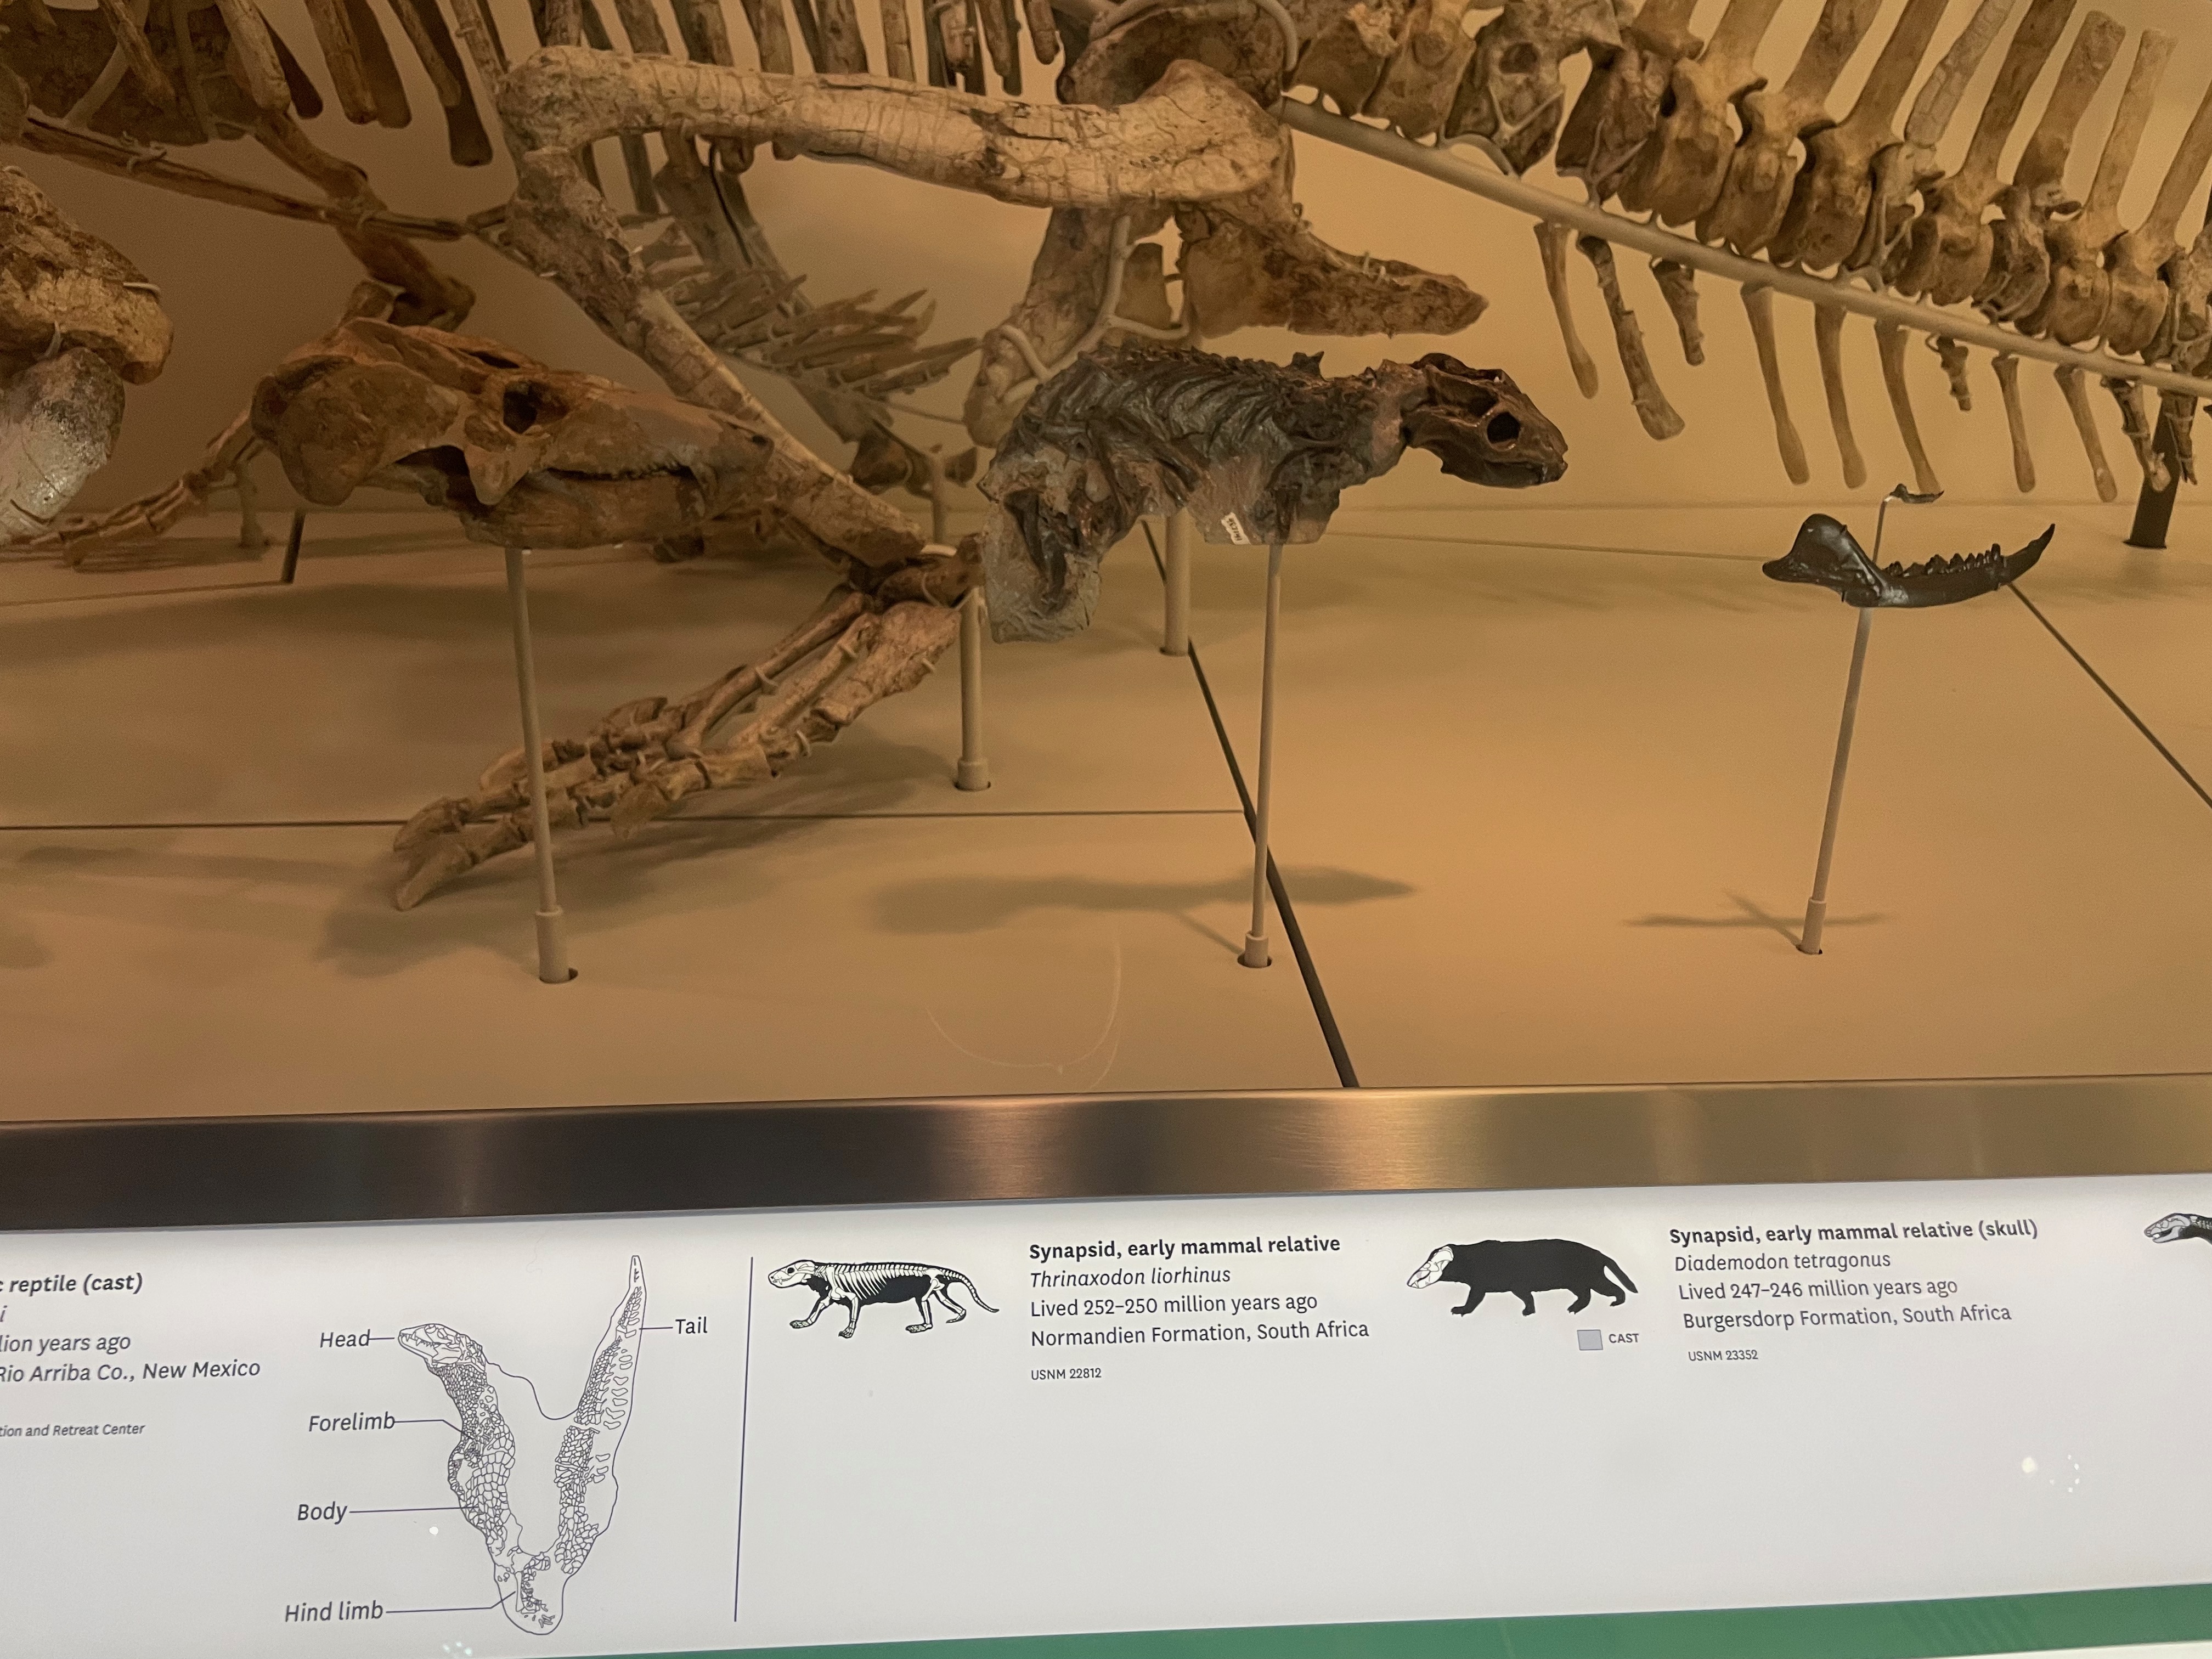 c reptile (cast)
i
lion years ago
Rio Arriba Co., New Mexico
tion and Retreat Center
Head
Forelimb
Body
Hind limb
Tail
Synapsid, early mammal relative
Thrinaxodon liorhinus
Lived 252–250 million years ago
Normandien Formation, South Africa
USNM 22812
CAST
Synapsid, early mammal relative (skull)
Diademodon tetragonus
Lived 247–246 million years ago
Burgersdorp Formation, South Africa
USNM 23352